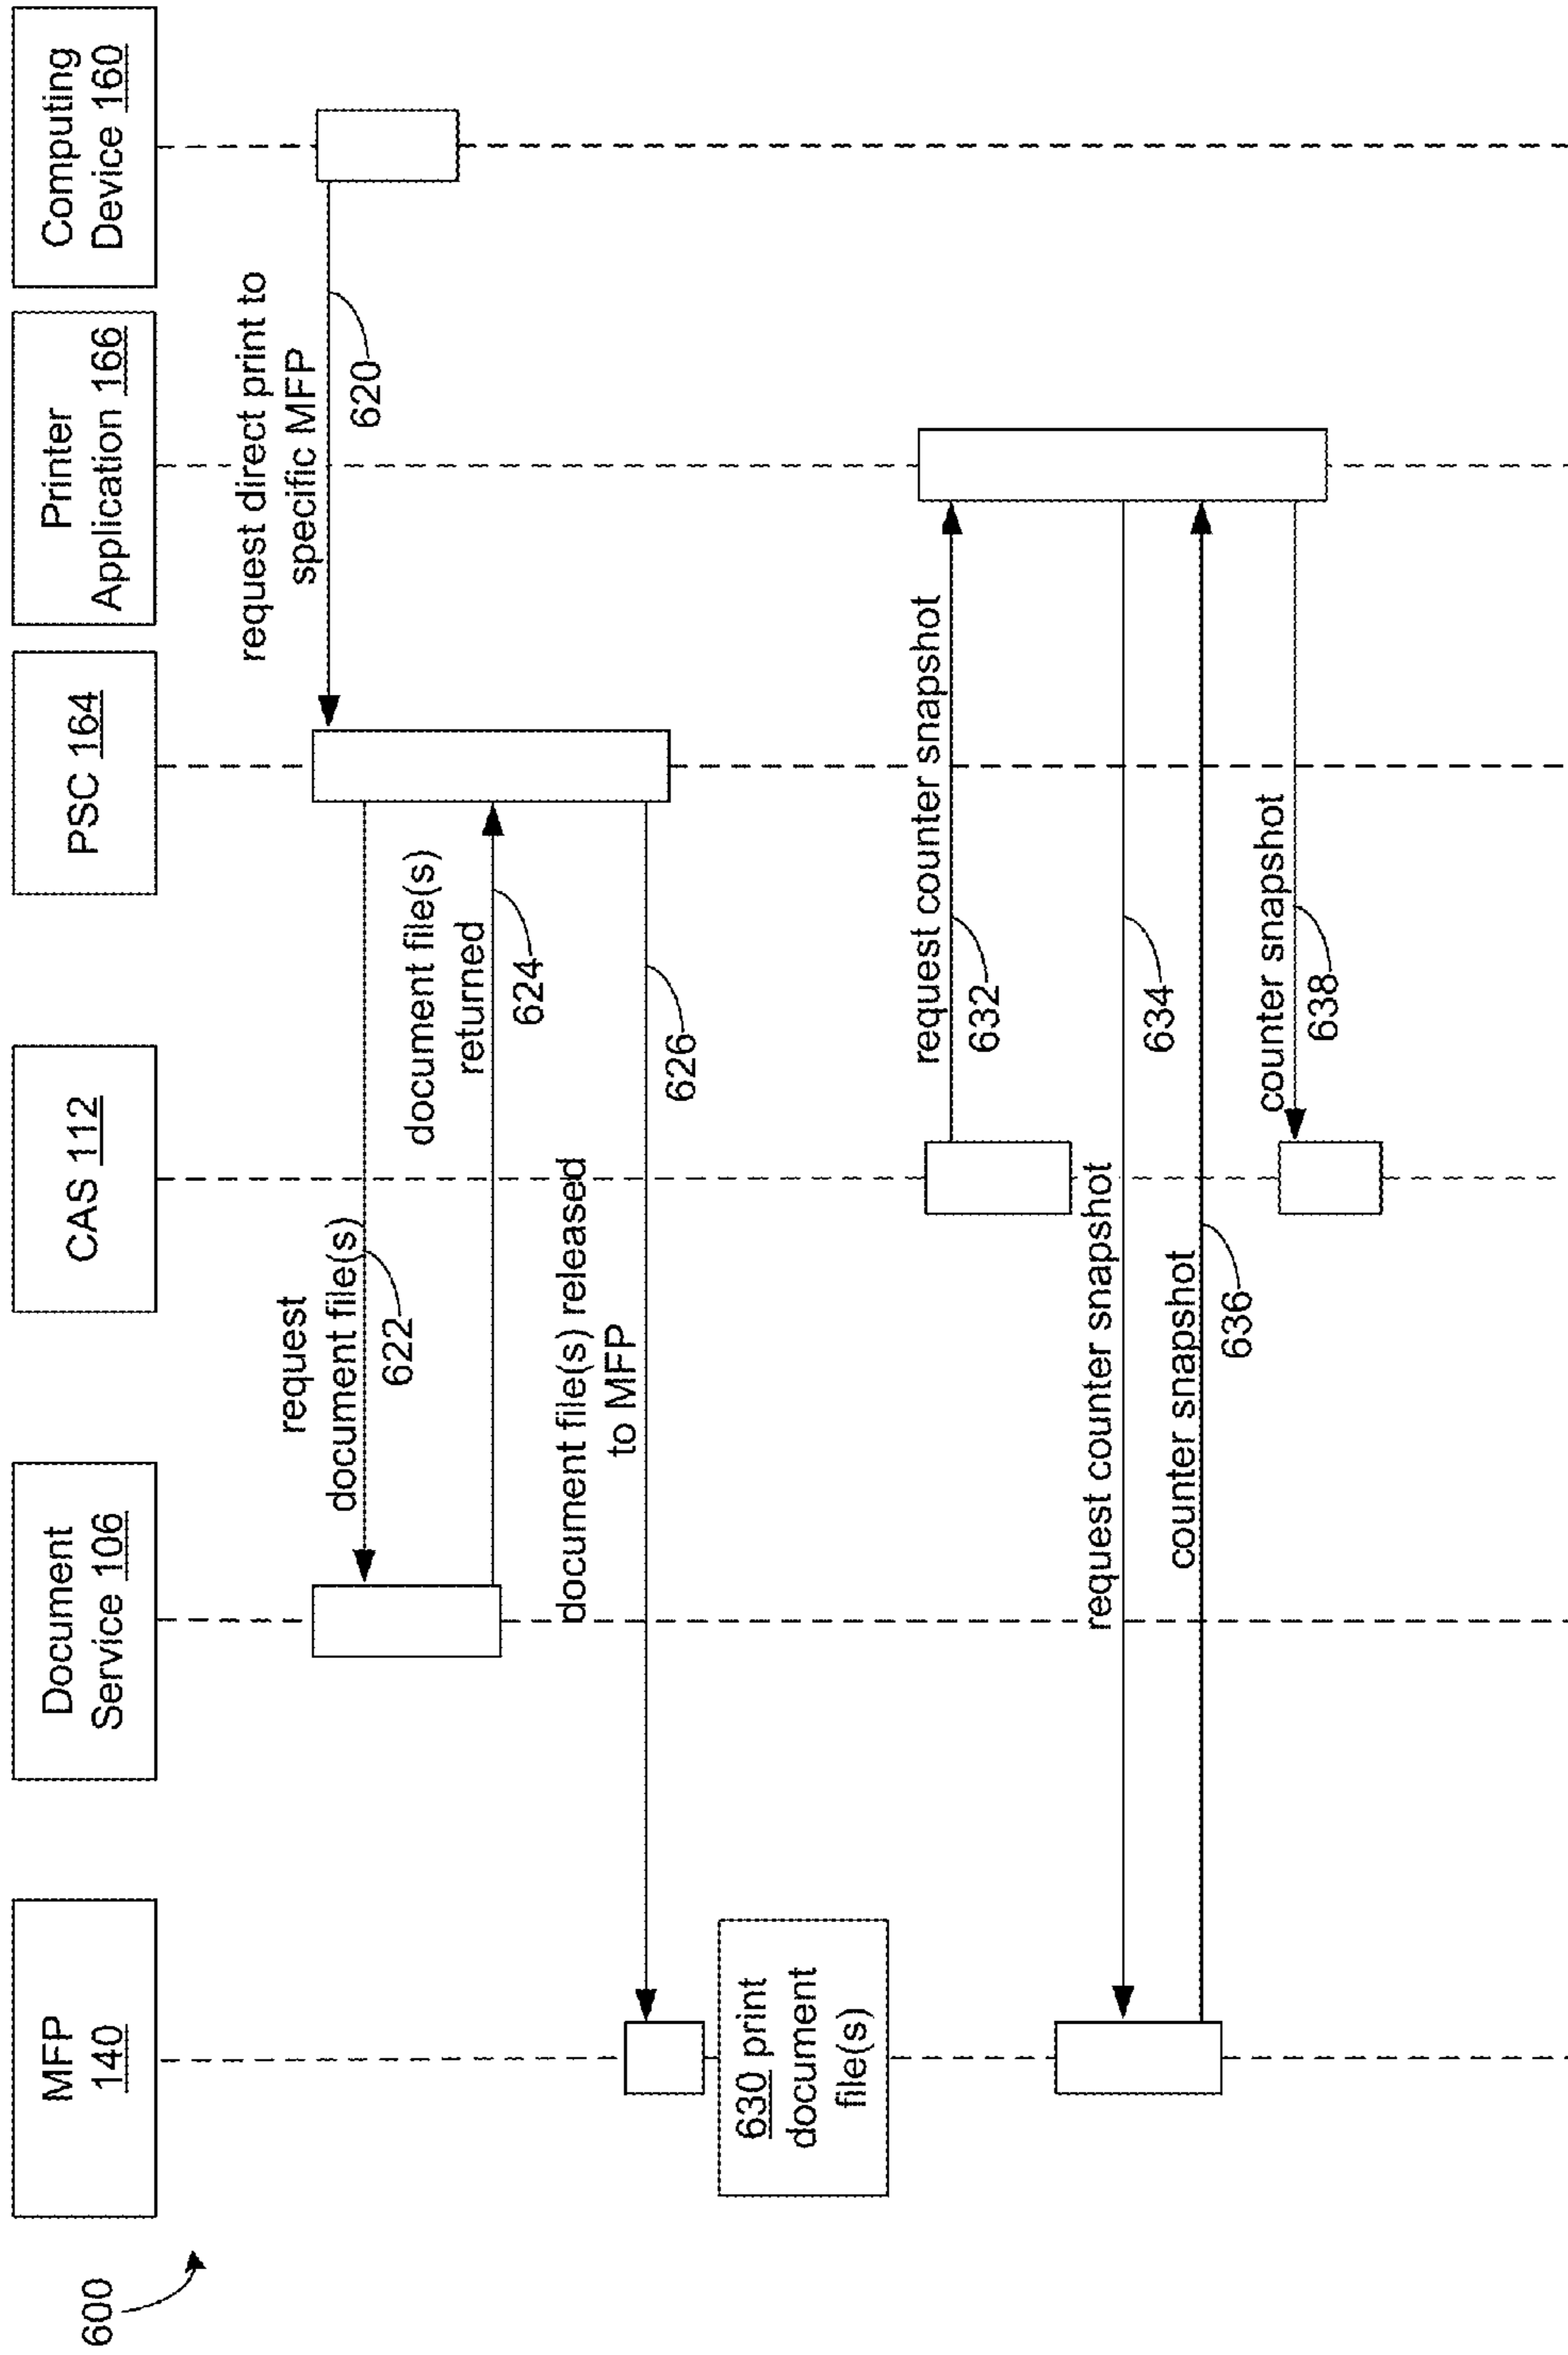 600
MFP
140
Document
Service 106
CAS 112
PSC 164
Printer
Application 166
Computing
Device 160
request direct print to
specific MFP
620
request
document file(s)
622
document file(s)
returned
624
document file(s) released
to MFP
626
630 print
document
file(s)
request counter snapshot
632
request counter snapshot
634
counter snapshot
636
counter snapshot
638